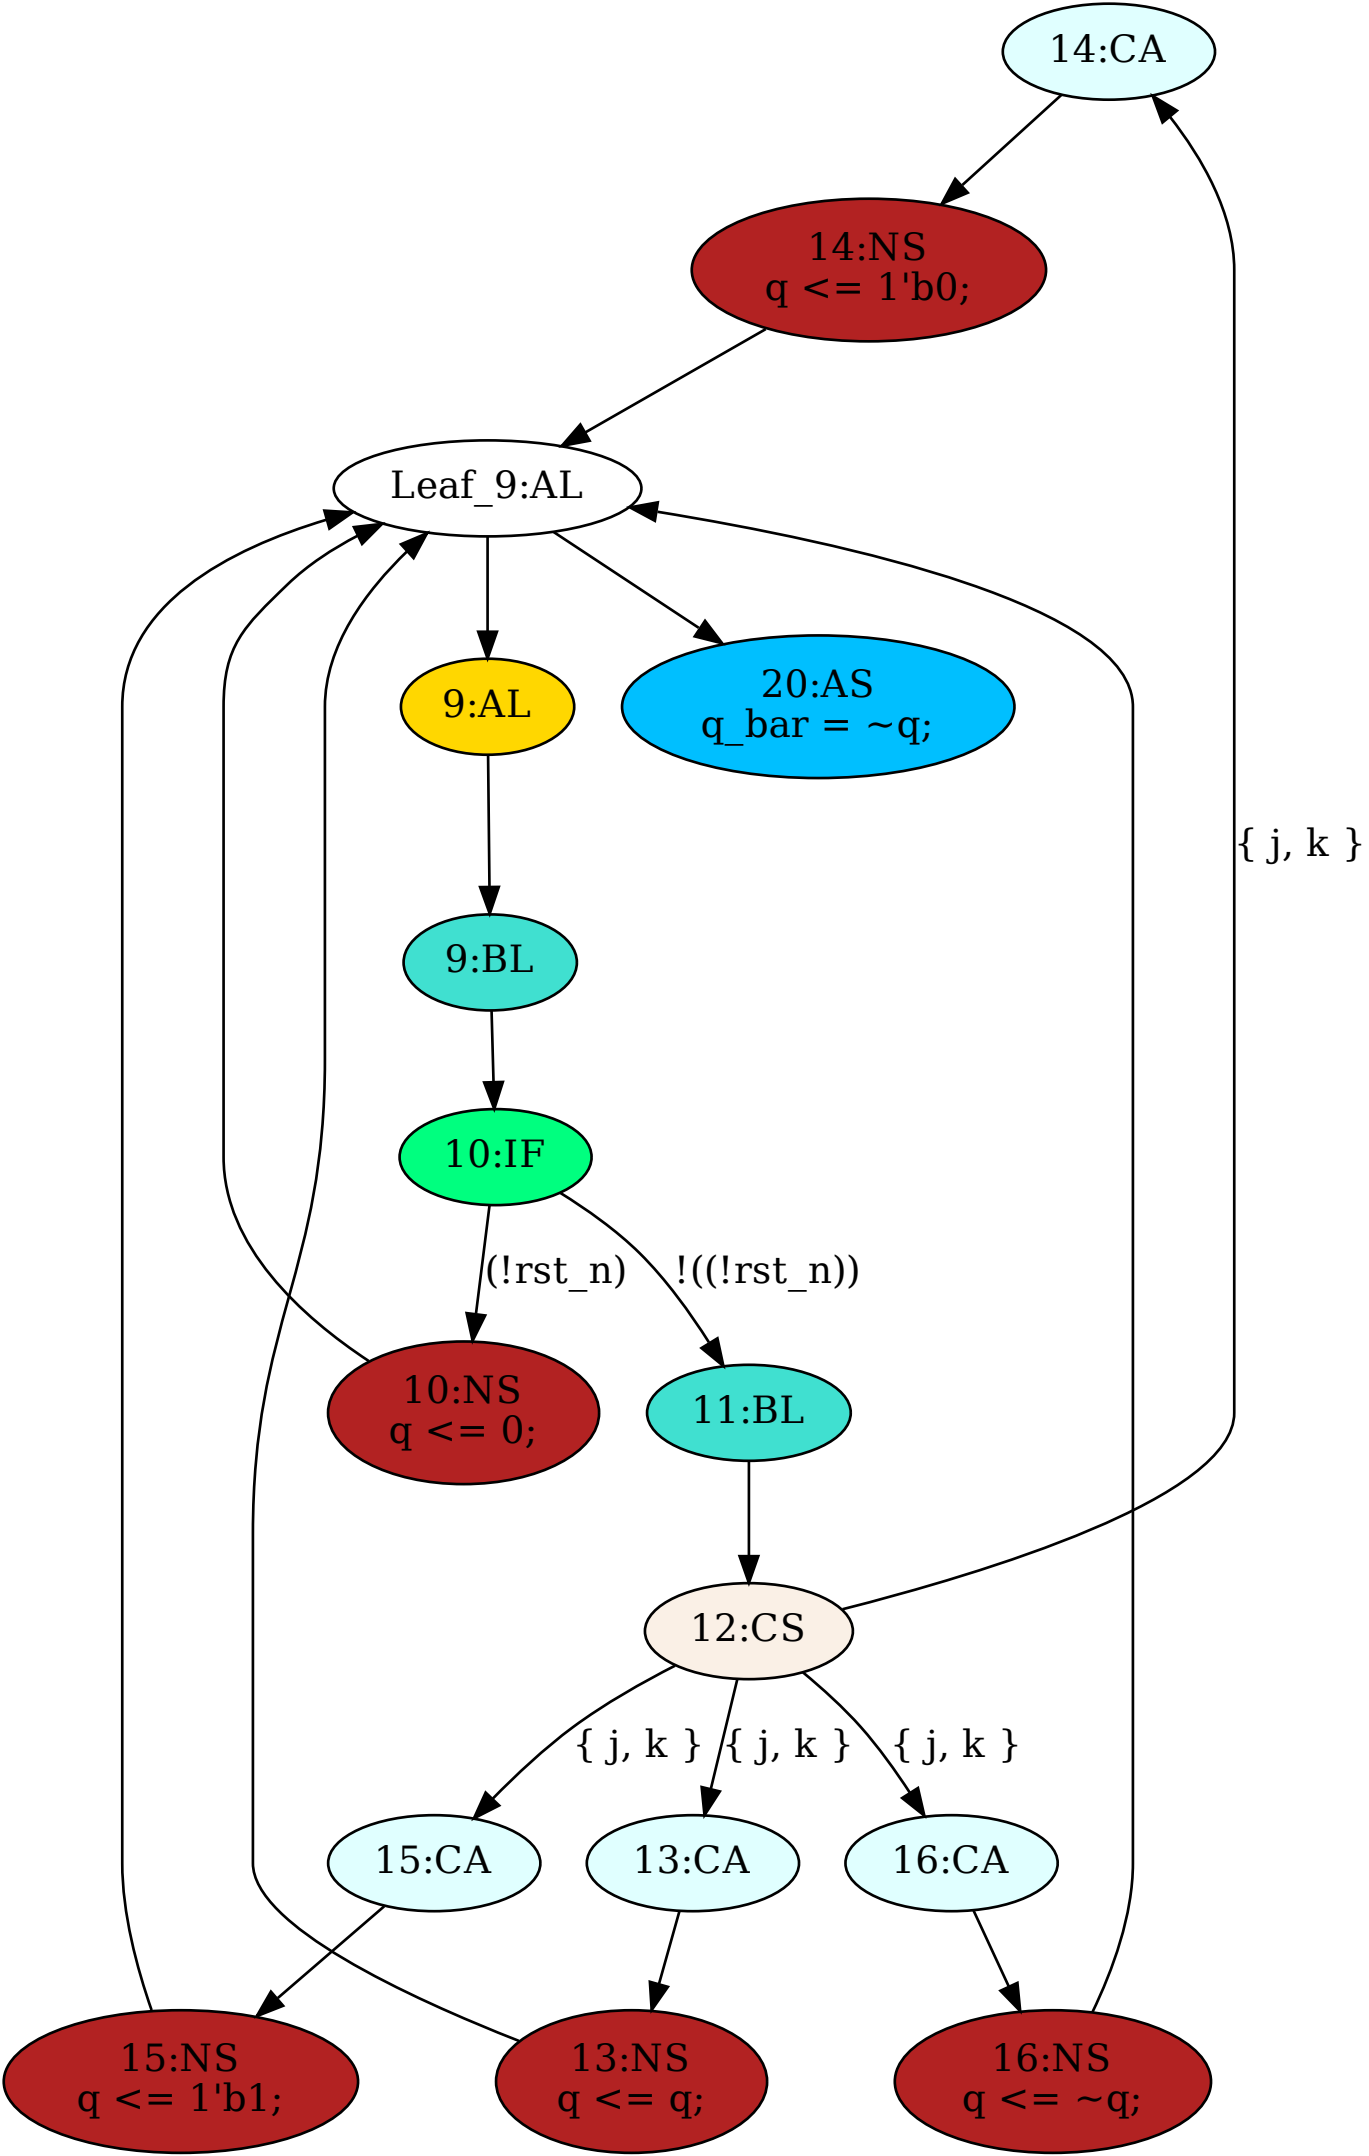 14:CA
14:NS
q <= 1'b0;
Leaf_9:AL
9:AL
20:AS
q_bar = ~q;
{ j, k }
9:BL
10:IF
(!rst_n)
!((!rst_n))
10:NS
q <= 0;
11:BL
12:CS
{ j, k }
{ j, k }
{ j, k }
15:CA
13:CA
16:CA
15:NS
q <= 1'b1;
13:NS
q <= q;
16:NS
q <= ~q;